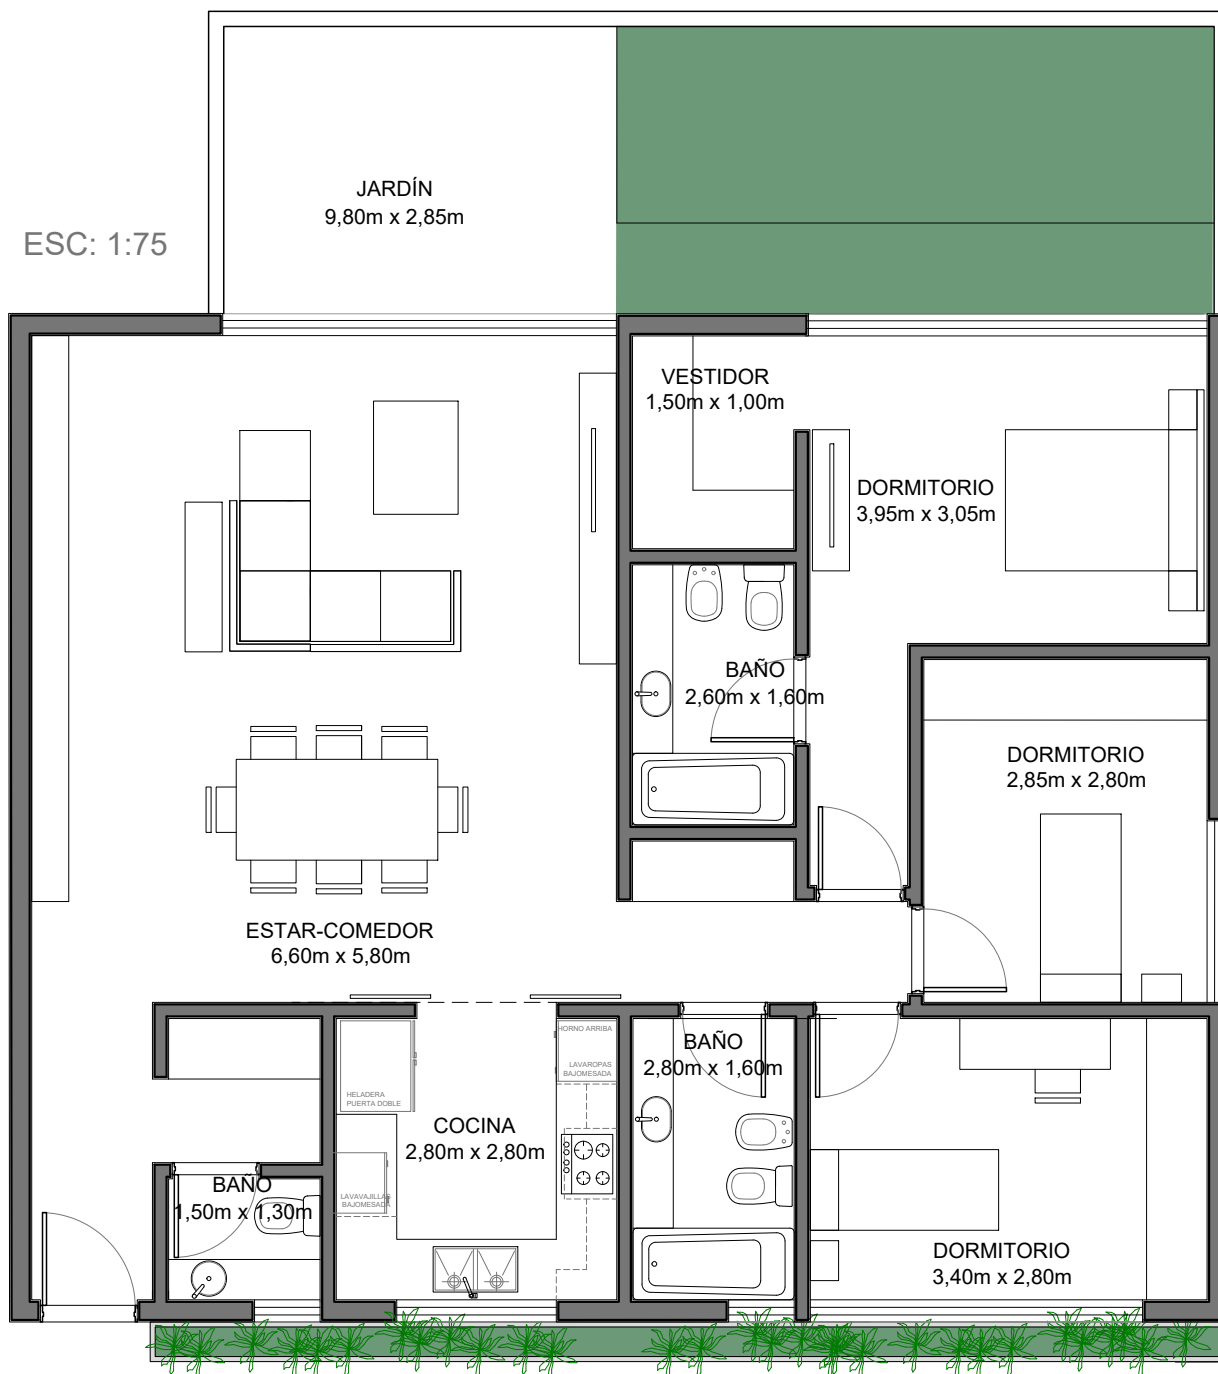 JARDÍN
9,80m x 2,85m
ESC: 1:75
VESTIDOR
1,50m x 1,00m
DORMITORIO
3,95m x 3,05m
BAÑO
2,60m x 1,60m
DORMITORIO
2,85m x 2,80m
ESTAR-COMEDOR
6,60m x 5,80m
HORNO ARRIBA
LAVAROPAS
BAJOMESADA
HELADERA
PUERTA DOBLE
COCINA
2,80m x 2,80m
BAÑO
2,80m x 1,60m
LAVAVAJILLAS
BAJOMESADA
BAÑO
1,50m x 1,30m
DORMITORIO
3,40m x 2,80m